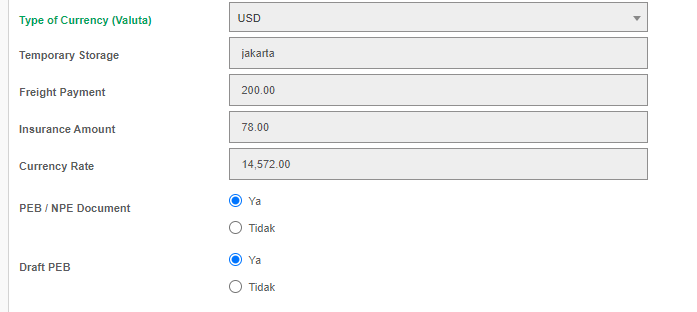 Type of Currency (Valuta) USD
Temporary Storage jakarta
Freight Payment 200.00
Insurance Amount 78.00
Currency Rate 14,572.00
PEB / NPE Document Ya
Tidak
Draft PEB Ya
Tidak